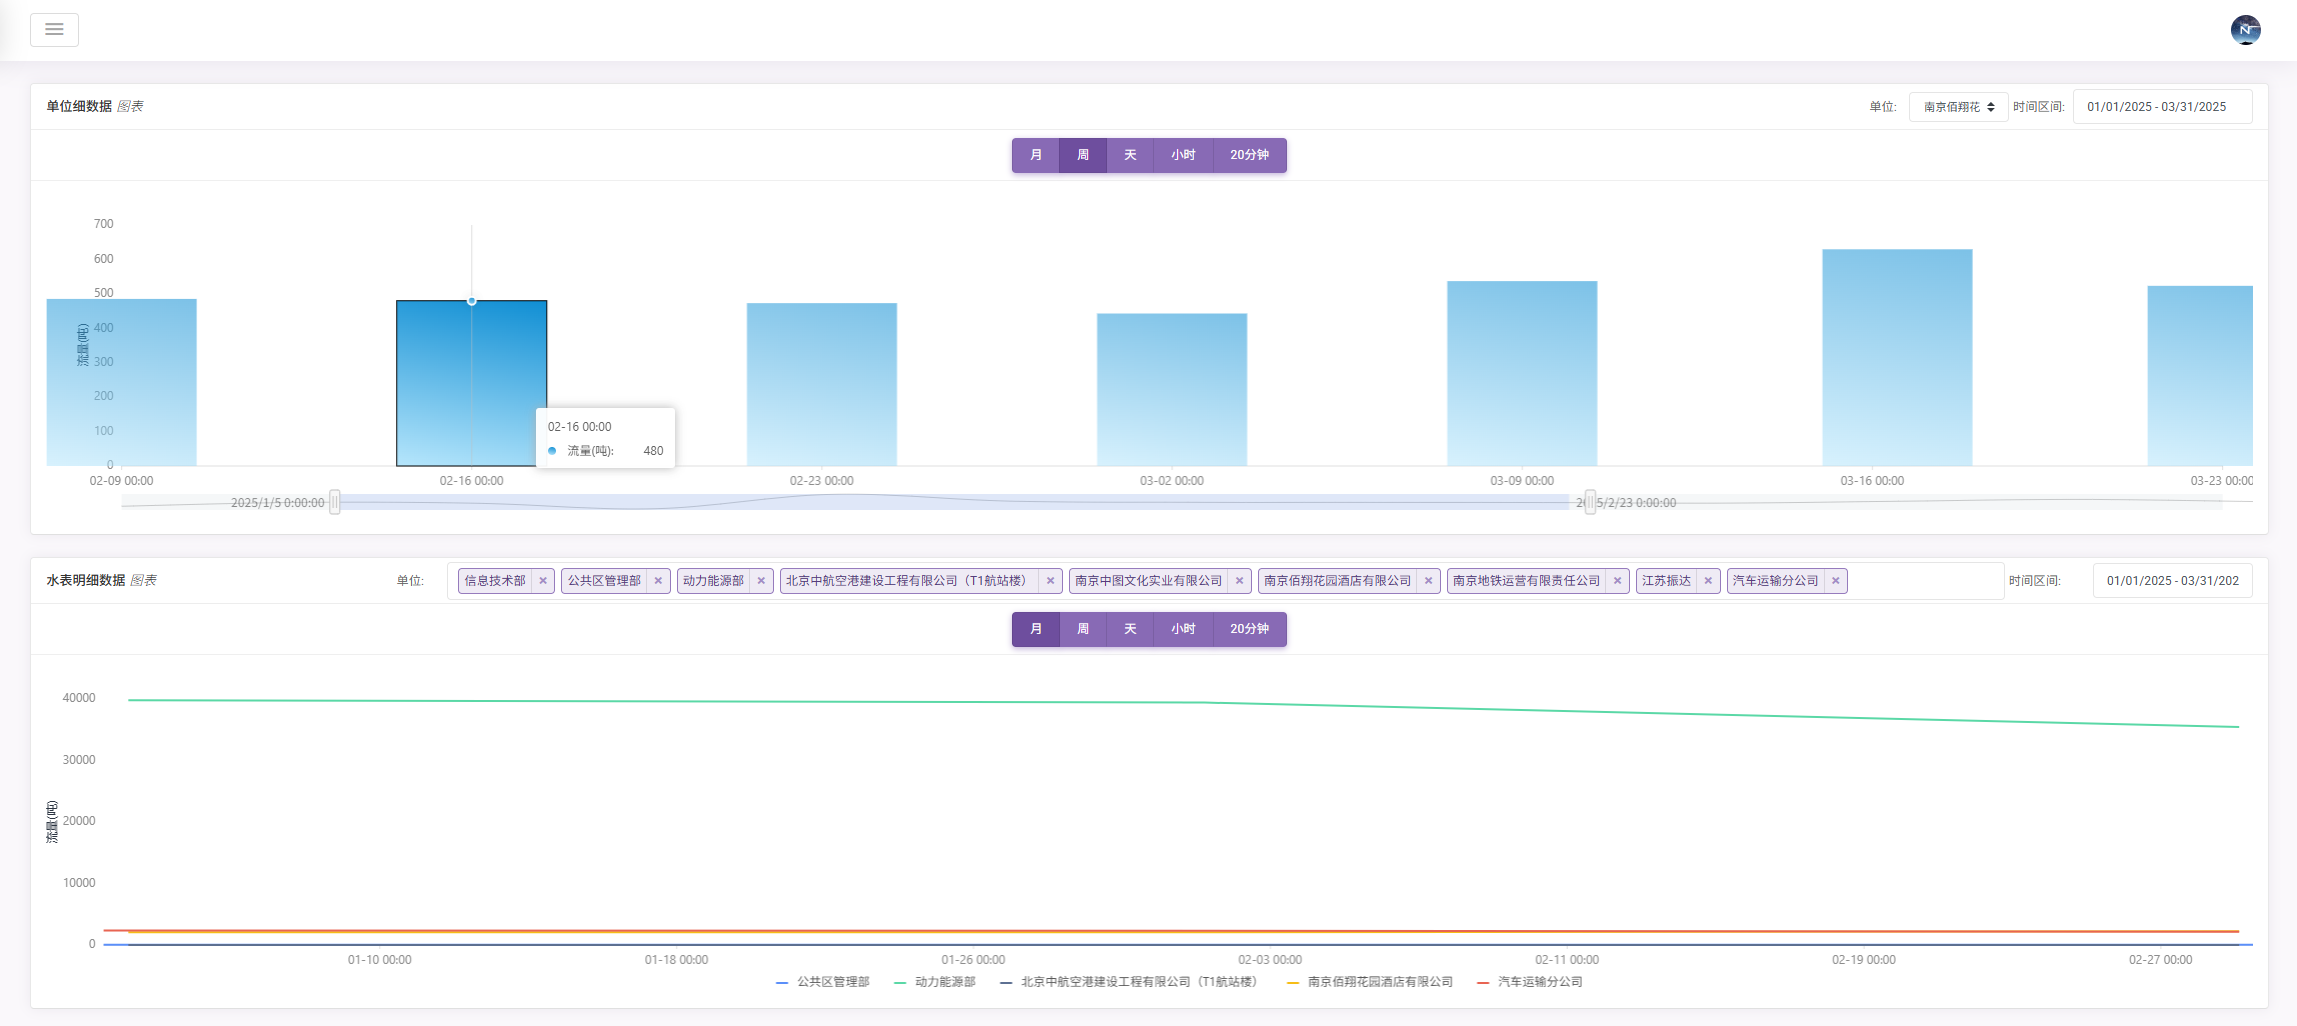 单位细数据 图表
单位: 南京佰翔花 时间区间: 01/01/2025 - 03/31/2025
月 周 天 小时 20分钟
700
600
500
400
300
200
100
0
流量(吨)
02-16 00:00
流量(吨): 480
02-09 00:00 02-16 00:00 02-23 00:00 03-02 00:00 03-09 00:00 03-16 00:00 03-23 00:00
2025/1/5 0:00:00 2025/2/23 0:00:00
水表明细数据 图表 单位: 信息技术部 × 公共区管理部 × 动力能源部 × 北京中航空港建设工程有限公司（T1航站楼） × 南京中图文化实业有限公司 × 南京佰翔花园酒店有限公司 × 南京地铁运营有限责任公司 × 江苏振达 × 汽车运输分公司 × 时间区间: 01/01/2025 - 03/31/202
月 周 天 小时 20分钟
40000
30000
20000
10000
0
流量(吨)
01-10 00:00 01-18 00:00 01-26 00:00 02-03 00:00 02-11 00:00 02-19 00:00 02-27 00:00
公共区管理部 动力能源部 北京中航空港建设工程有限公司（T1航站楼） 南京佰翔花园酒店有限公司 汽车运输分公司